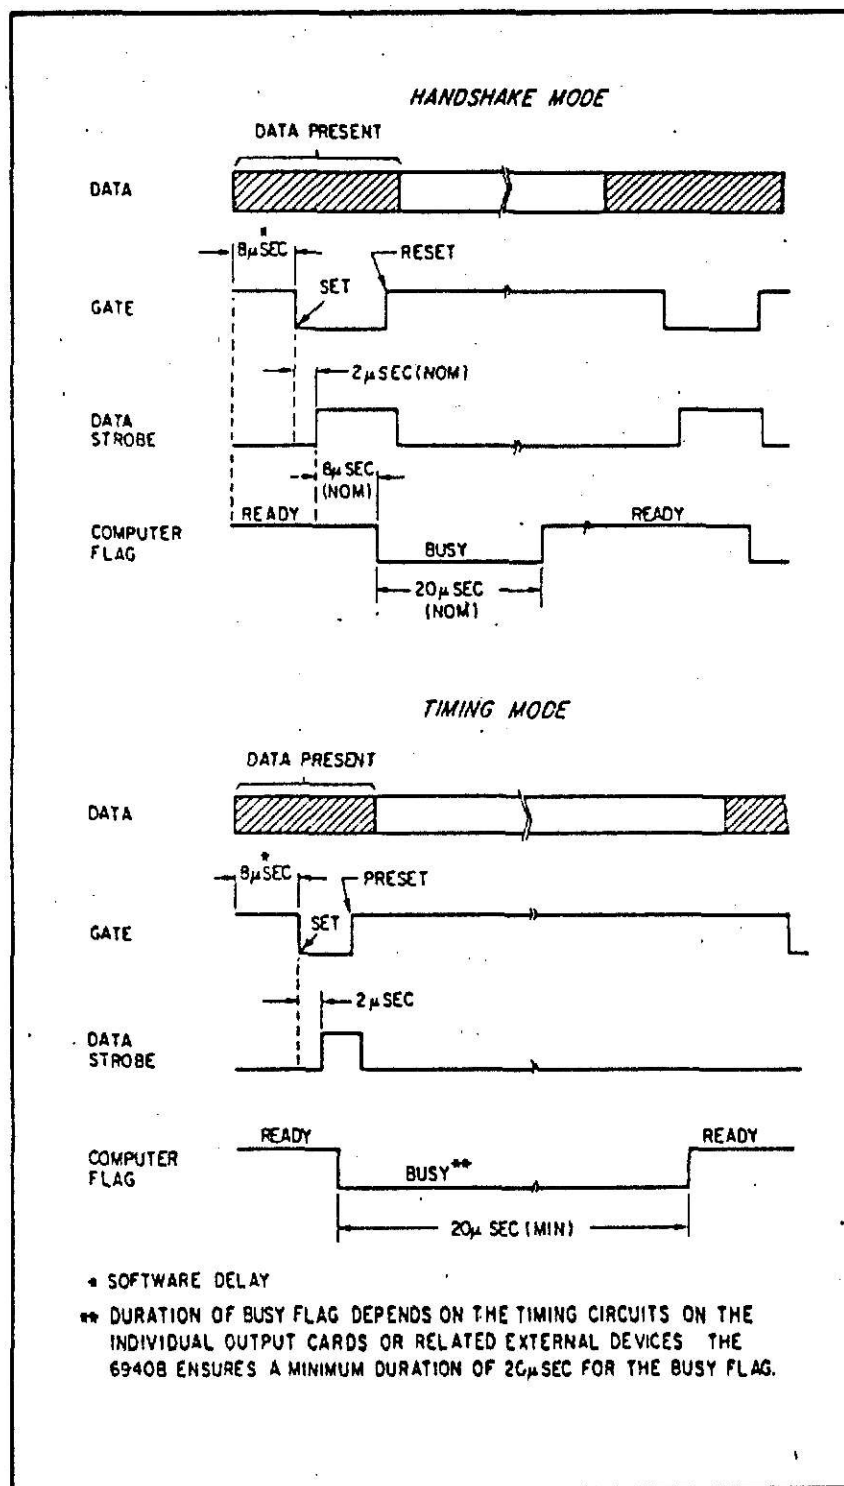 HANDSHAKE MODE
DATA PRESENT
DATA
8μSEC*
RESET
SET
GATE
2μSEC(NOM)
DATA
STROBE
8μSEC
(NOM)
READY
READY
COMPUTER
FLAG
BUSY
20μSEC
(NOM)
TIMING MODE
DATA PRESENT
DATA
8μSEC*
PRESET
SET
GATE
2μSEC
DATA
STROBE
READY
READY
COMPUTER
FLAG
BUSY**
20μ SEC (MIN)
* SOFTWARE DELAY
** DURATION OF BUSY FLAG DEPENDS ON THE TIMING CIRCUITS ON THE
INDIVIDUAL OUTPUT CARDS OR RELATED EXTERNAL DEVICES THE
6940B ENSURES A MINIMUM DURATION OF 20μSEC FOR THE BUSY FLAG.